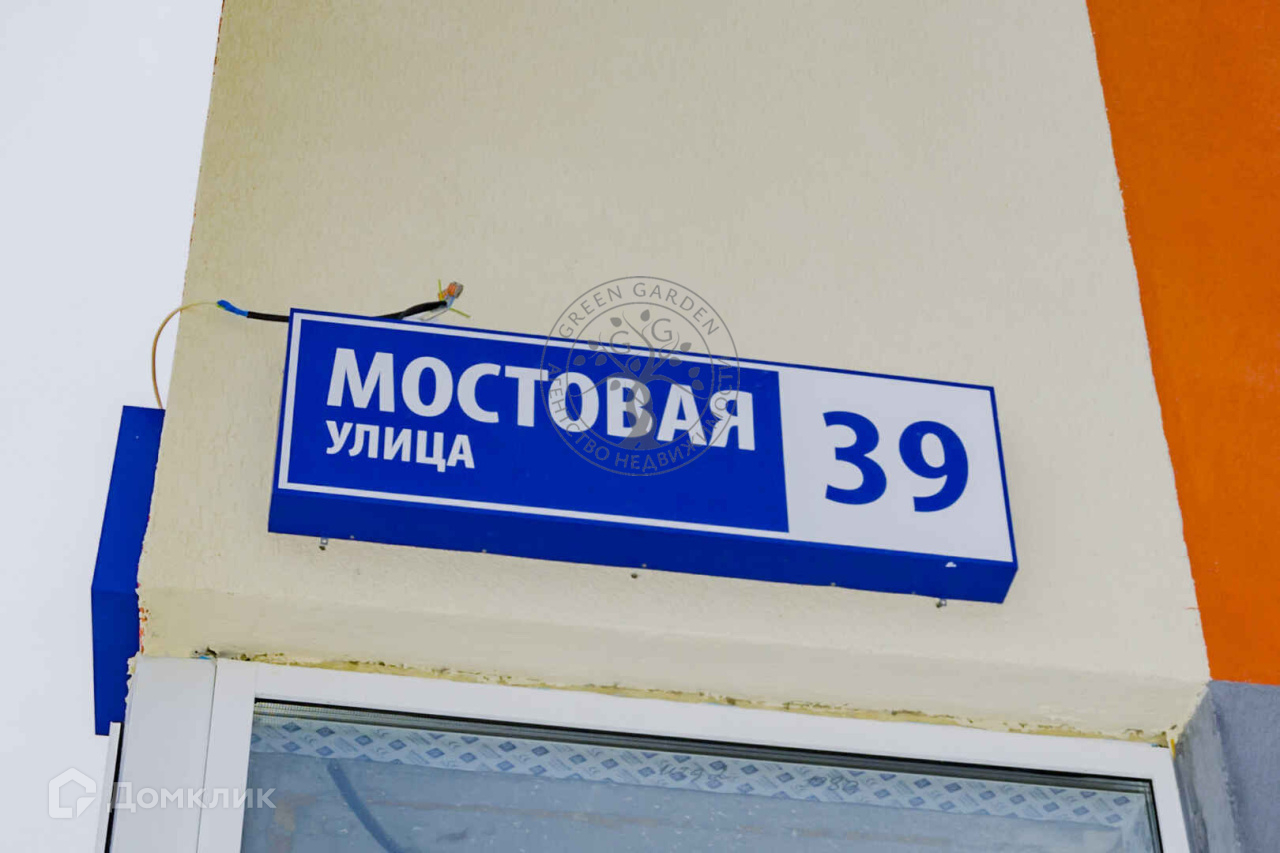 GREEN GARDEN
G G
МОСТОВАЯ
УЛИЦА
39
АГЕНТСТВО НЕДВИЖИМОСТИ
Домклик